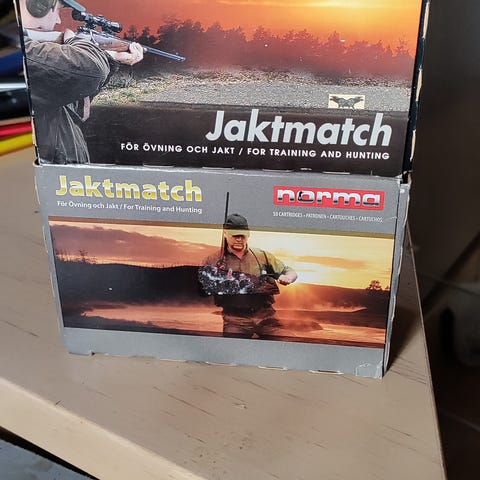 Jaktmatch
FÖR ÖVNING OCH JAKT / FOR TRAINING AND HUNTING
Jaktmatch
För Övning och Jakt / For Training and Hunting
norma
50 CARTRIDGES • PATRONEN • CARTOUCHES • CARTUCHOS